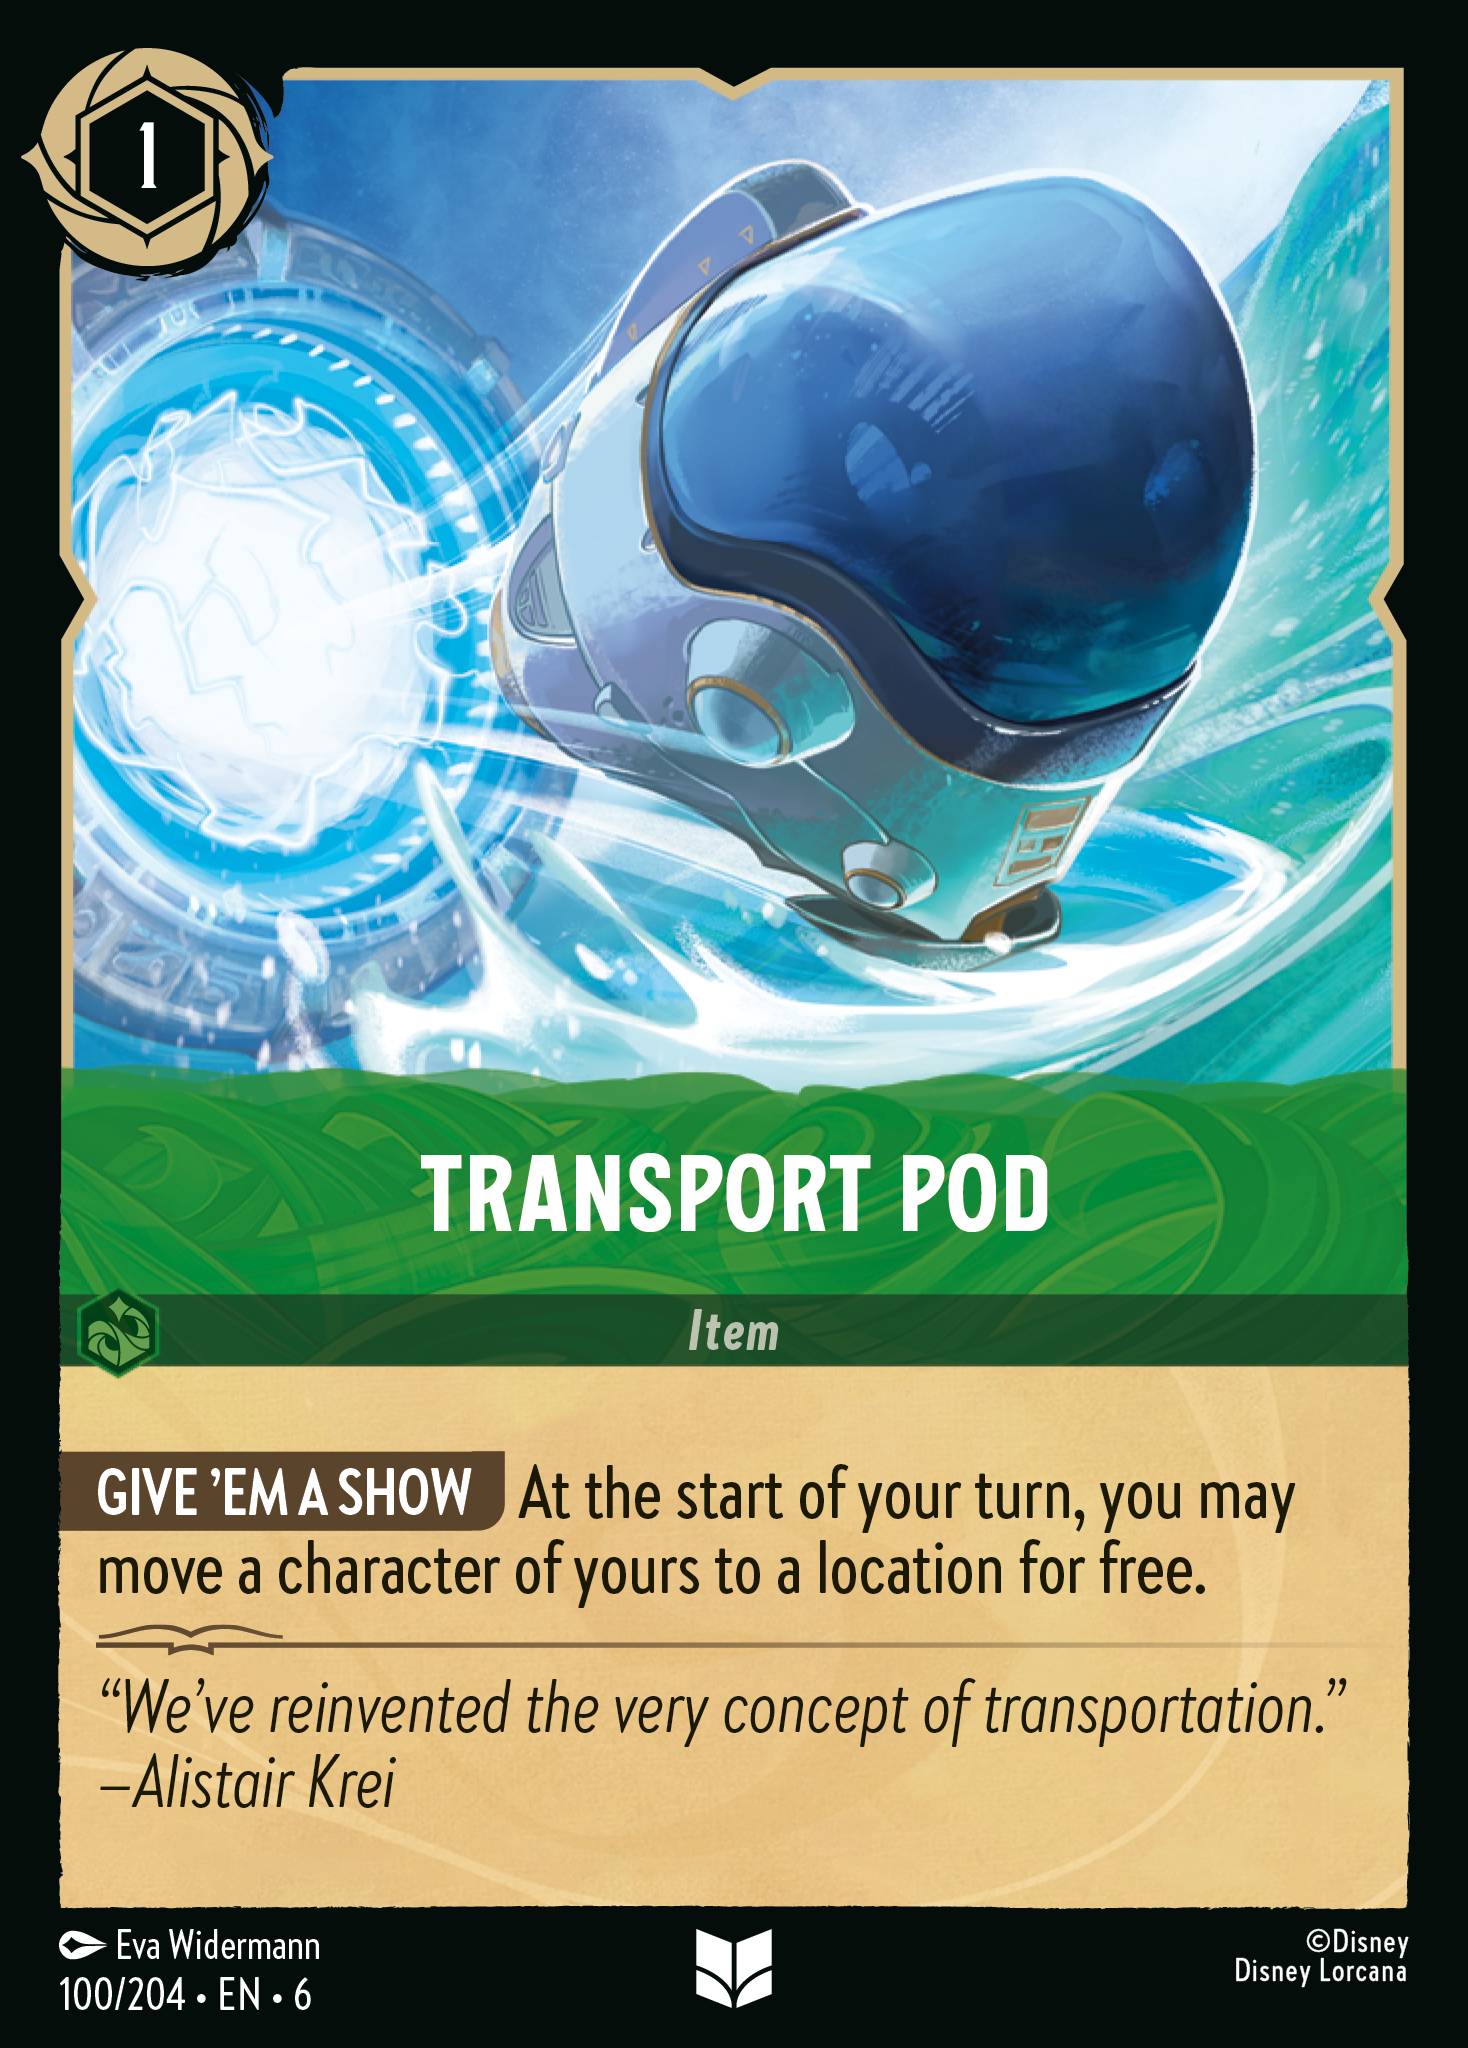 1
TRANSPORT POD
Item
GIVE ’EM A SHOW At the start of your turn, you may
move a character of yours to a location for free.
“We’ve reinvented the very concept of transportation.”
–Alistair Krei
Eva Widermann
100/204 • EN • 6
©Disney
Disney Lorcana